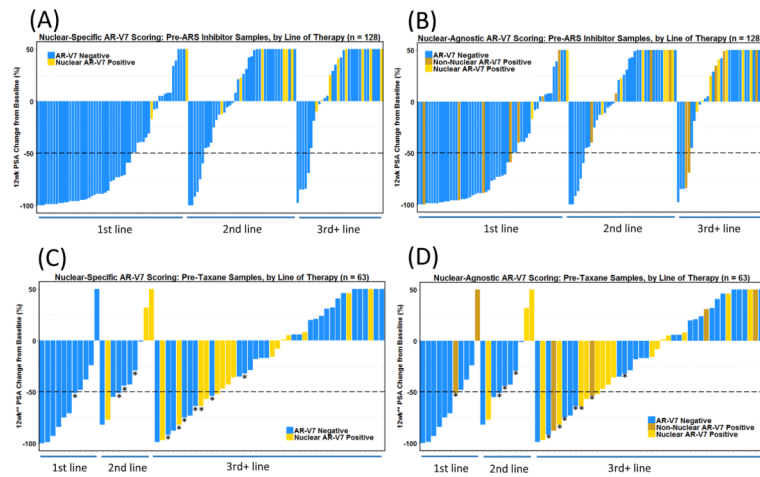 (A)
Nuclear-Specific AR-V7 Scoring: Pre-ARS Inhibitor Samples, by Line of Therapy (n = 128)
AR-V7 Negative
Nuclear AR-V7 Positive
12wk PSA Change from Baseline (%)
50
0
-50
-100
1st line
2nd line
3rd+ line
(B)
Nuclear-Agnostic AR-V7 Scoring: Pre-ARS Inhibitor Samples, by Line of Therapy (n = 128
AR-V7 Negative
Non-Nuclear AR-V7 Positive
Nuclear AR-V7 Positive
12wk PSA Change from Baseline (%)
50
0
-50
-100
1st line
2nd line
3rd+ line
(C)
Nuclear-Specific AR-V7 Scoring: Pre-Taxane Samples, by Line of Therapy (n = 63)
12wk** PSA Change from Baseline (%)
50
0
-50
-100
* * * * * * * * * * * *
AR-V7 Negative
Nuclear AR-V7 Positive
1st line
2nd line
3rd+ line
(D)
Nuclear-Agnostic AR-V7 Scoring: Pre-Taxane Samples, by Line of Therapy (n = 63)
12wk** PSA Change from Baseline (%)
50
0
-50
-100
* * * * * * * * * * * *
AR-V7 Negative
Non-Nuclear AR-V7 Positive
Nuclear AR-V7 Positive
1st line
2nd line
3rd+ line